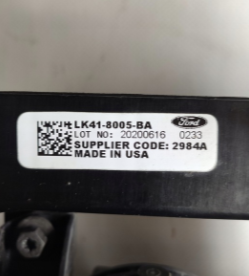 LK41-8005-BA
Ford
LOT NO: 20200616 0233
SUPPLIER CODE: 2984A
MADE IN USA